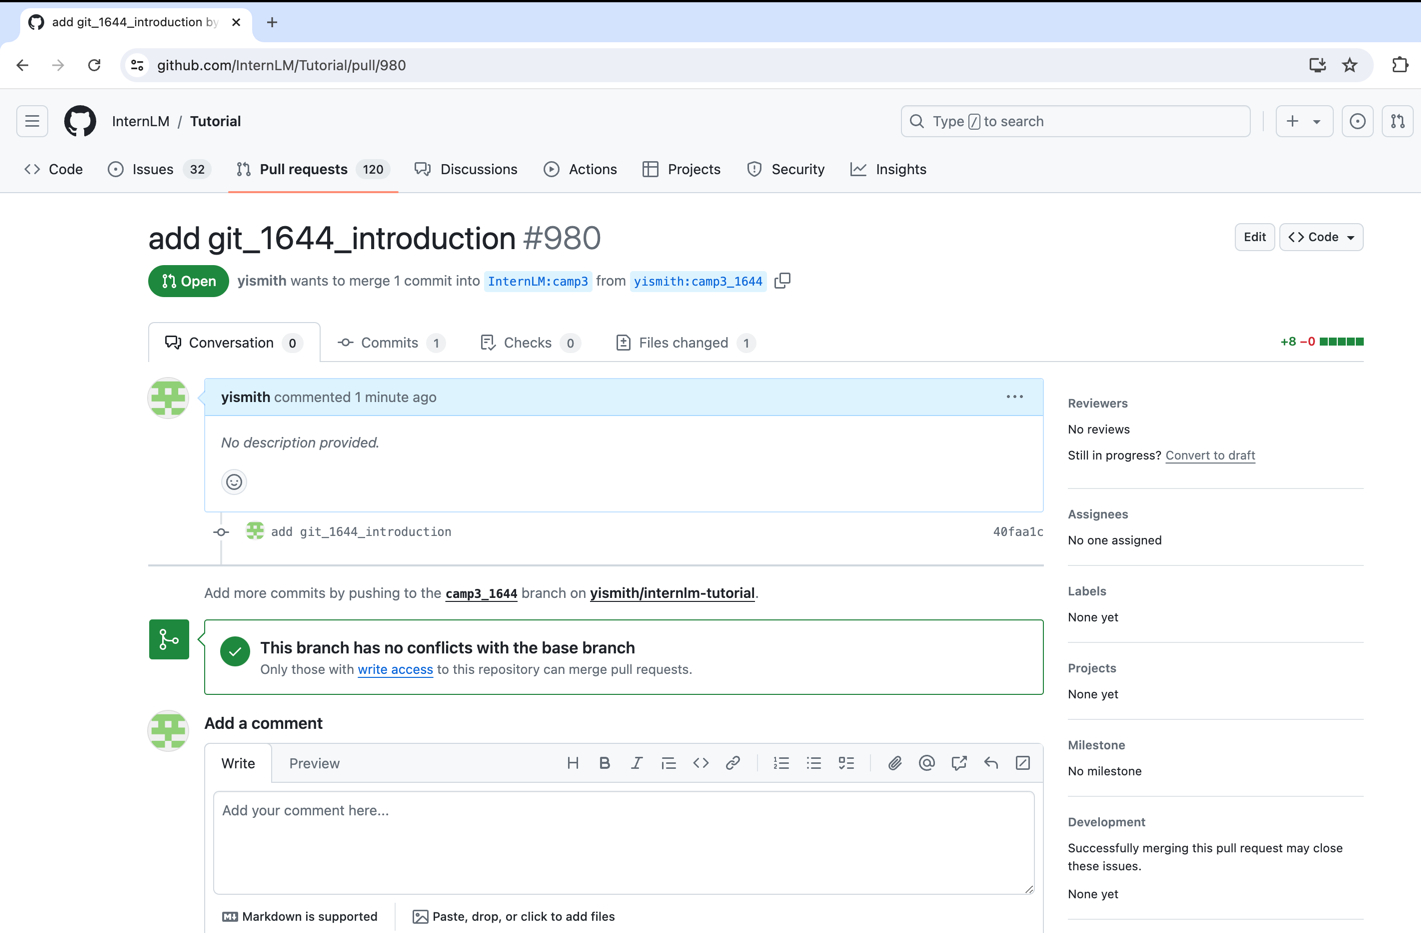 add git_1644_introduction by
github.com/InternLM/Tutorial/pull/980
InternLM / Tutorial
Type / to search
Code
Issues 32
Pull requests 120
Discussions
Actions
Projects
Security
Insights
add git_1644_introduction #980
Edit
Code
Open
yismith wants to merge 1 commit into InternLM:camp3 from yismith:camp3_1644
Conversation 0
Commits 1
Checks 0
Files changed 1
+8 −0
yismith commented 1 minute ago
No description provided.
add git_1644_introduction
40faa1c
Add more commits by pushing to the camp3_1644 branch on yismith/internlm-tutorial.
This branch has no conflicts with the base branch
Only those with write access to this repository can merge pull requests.
Add a comment
Write
Preview
Add your comment here...
Markdown is supported
Paste, drop, or click to add files
Reviewers
No reviews
Still in progress? Convert to draft
Assignees
No one assigned
Labels
None yet
Projects
None yet
Milestone
No milestone
Development
Successfully merging this pull request may close
these issues.
None yet